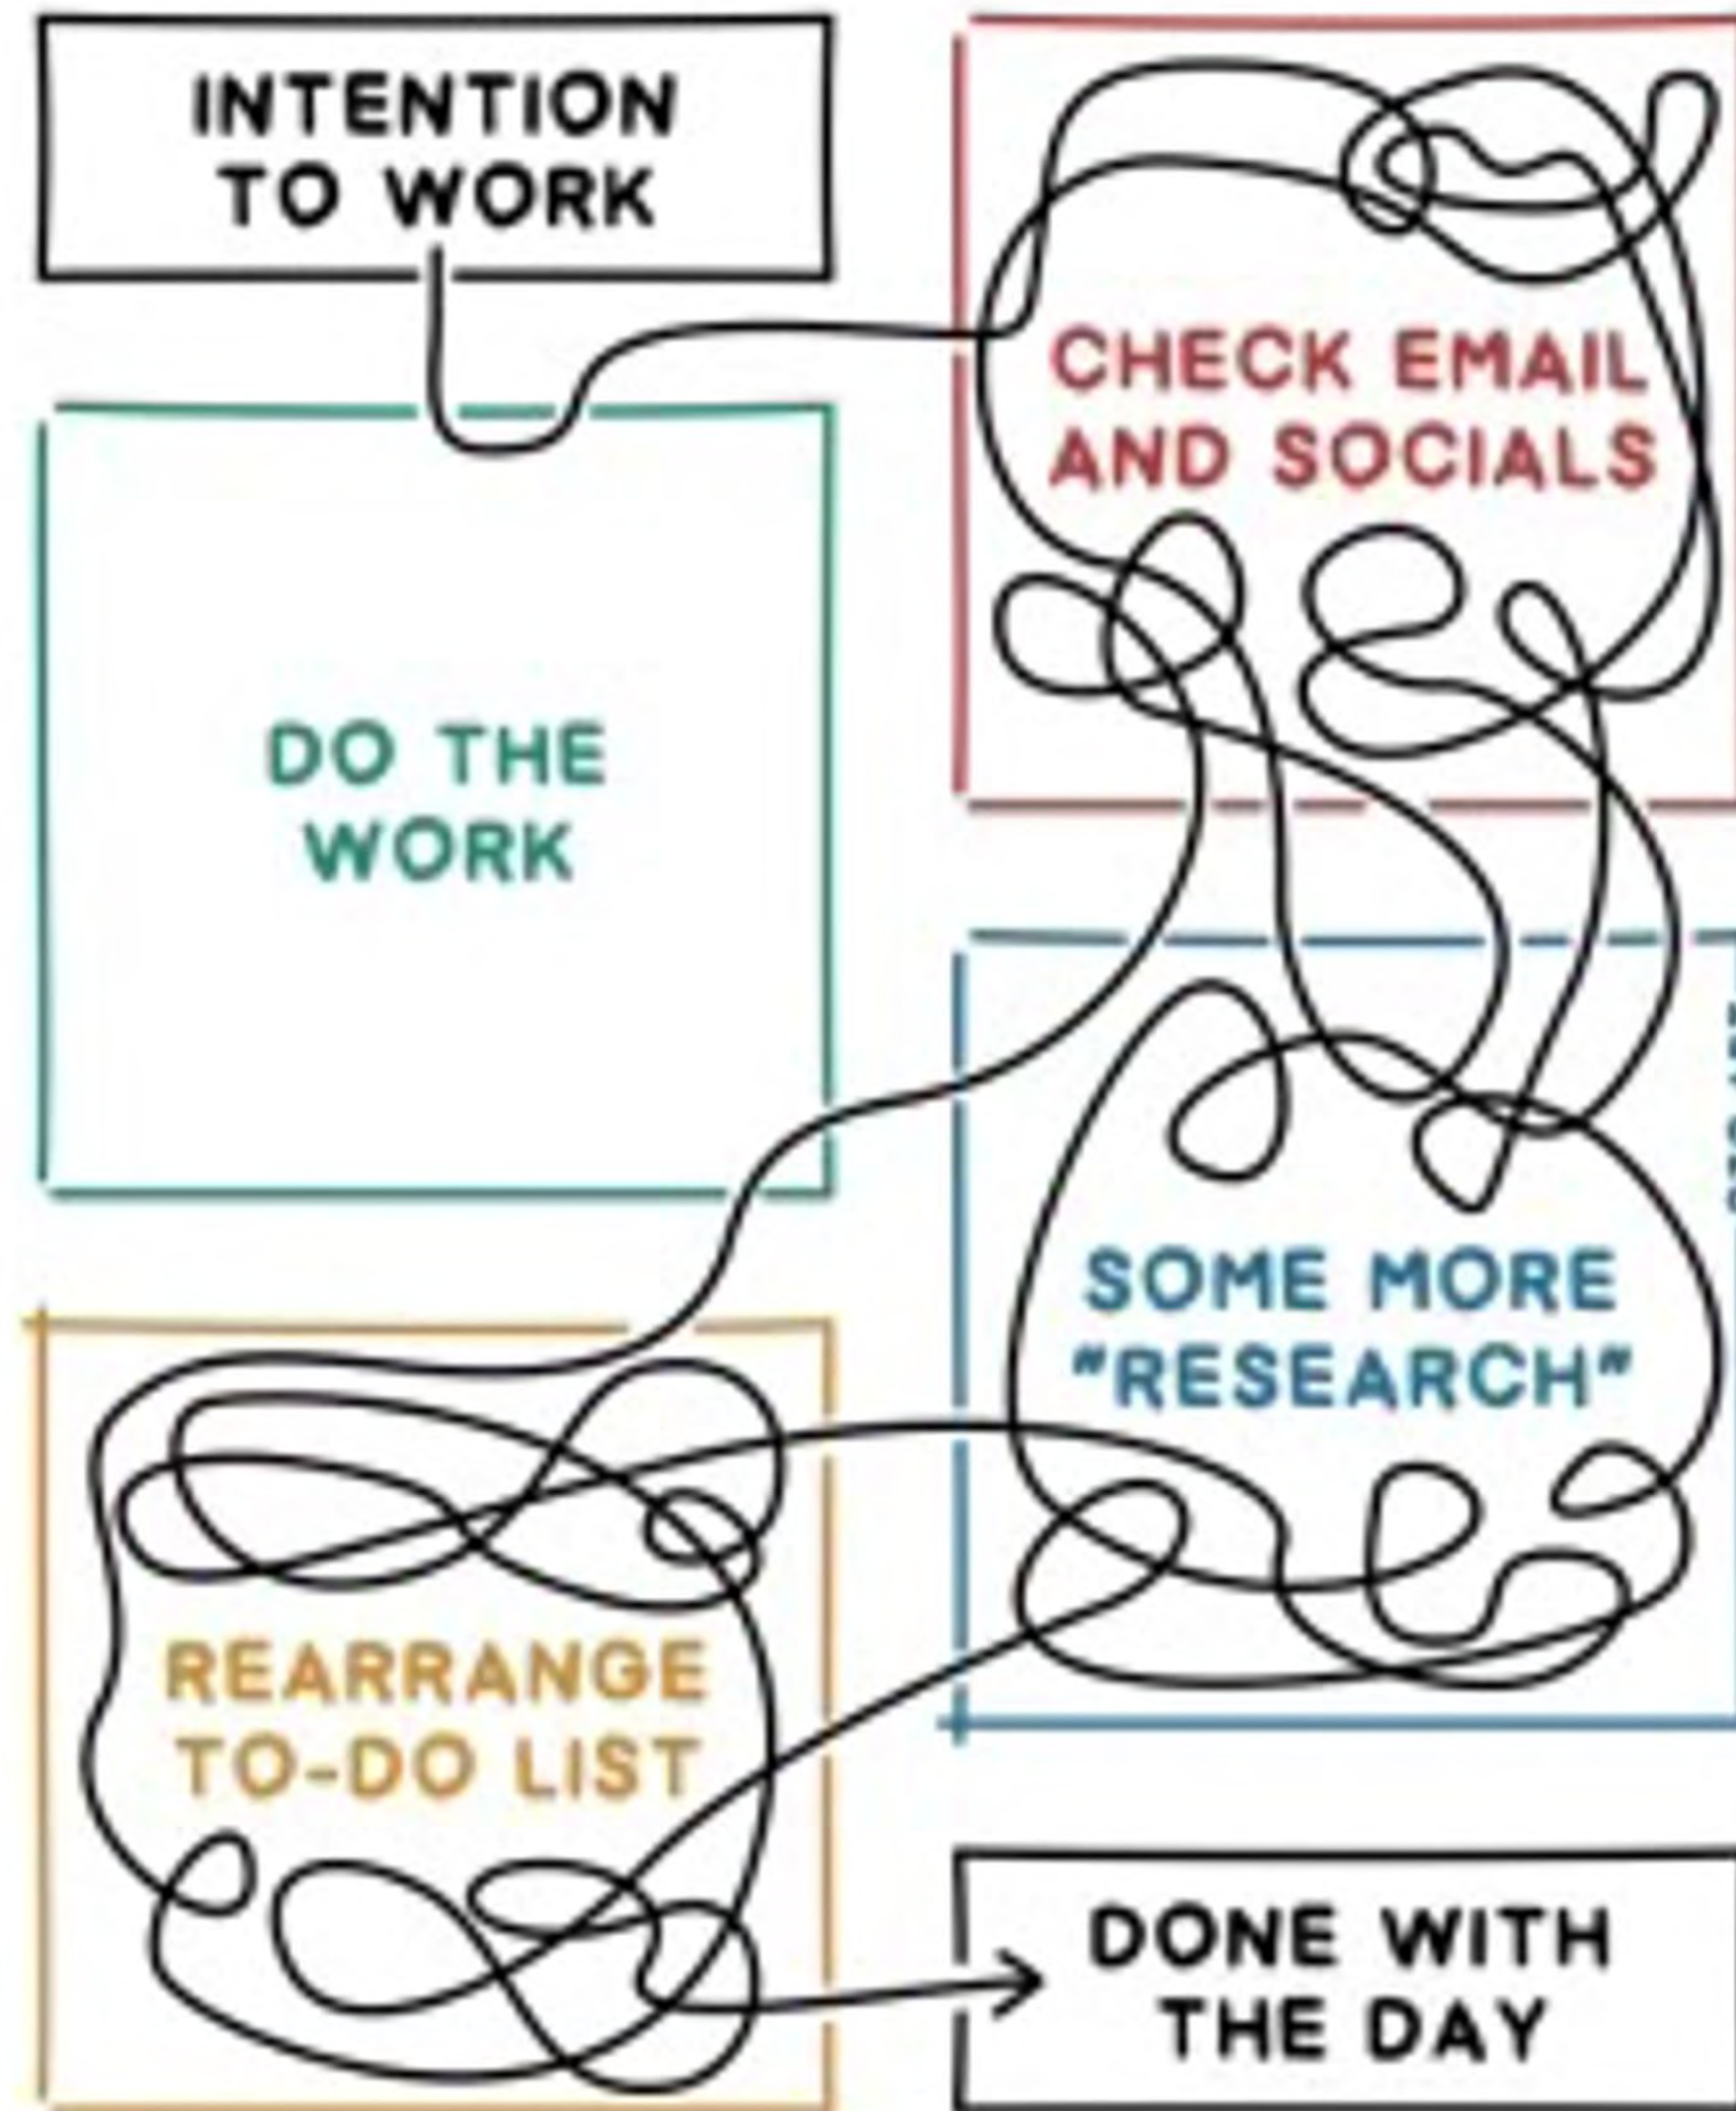 INTENTION
TO WORK
CHECK EMAIL
AND SOCIALS
DO THE
WORK
SOME MORE
"RESEARCH"
REARRANGE
TO-DO LIST
DONE WITH
THE DAY